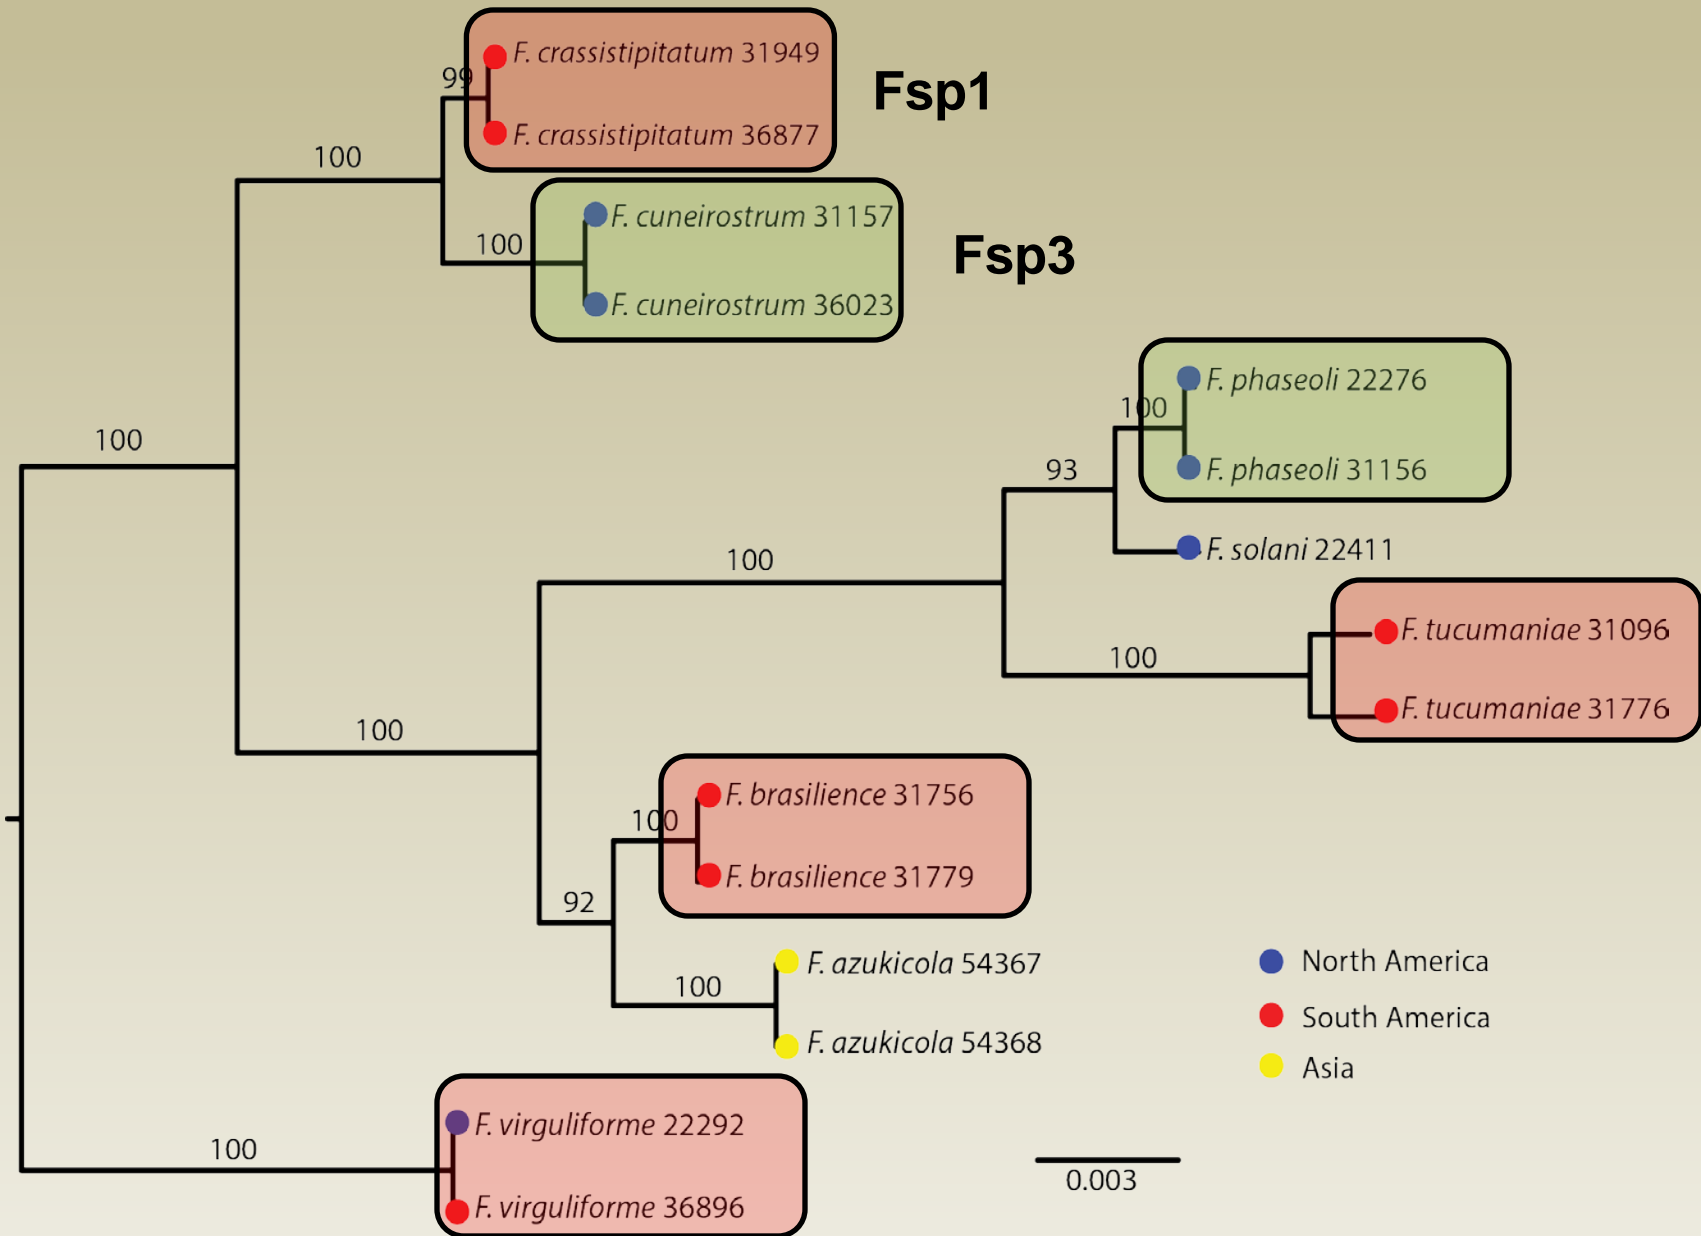 F. crassistipitatum 31949
99
Fsp1
F. crassistipitatum 36877
100
F. cuneirostrum 31157
100
Fsp3
F. cuneirostrum 36023
F. phaseoli 22276
100
100
93
F. phaseoli 31156
F. solani 22411
100
F. tucumaniae 31096
100
F. tucumaniae 31776
100
F. brasilience 31756
100
F. brasilience 31779
92
F. azukicola 54367
100
F. azukicola 54368
North America
South America
Asia
F. virguliforme 22292
100
F. virguliforme 36896
0.003